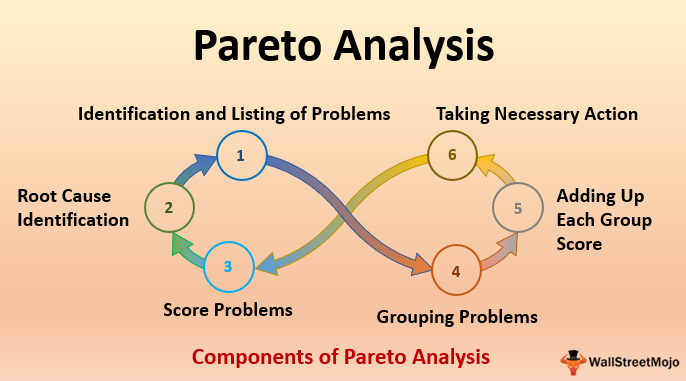 Pareto Analysis
Identification and Listing of Problems
Taking Necessary Action
1
6
Root Cause
Identification
2
5
Adding Up
Each Group
Score
3
4
Score Problems
Grouping Problems
Components of Pareto Analysis
WallStreetMojo